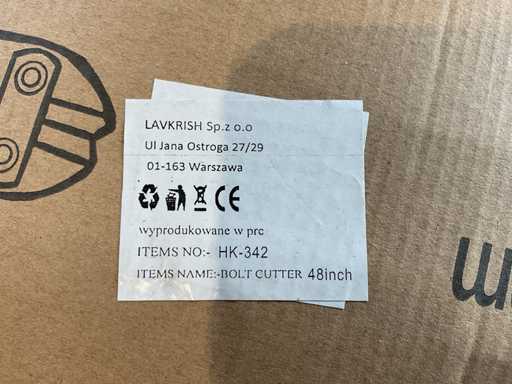 LAVKRISH Sp.z o.o
Ul Jana Ostroga 27/29
01-163 Warszawa
CE
wyprodukowane w prc
ITEMS NO:- HK-342
ITEMS NAME:-BOLT CUTTER 48inch